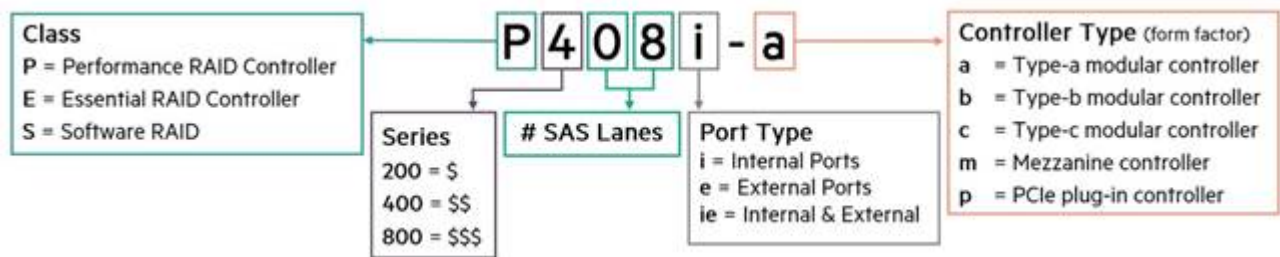 P408i-a
Class
P = Performance RAID Controller
E = Essential RAID Controller
S = Software RAID
Series
200 = $
400 = $$
800 = $$$
# SAS Lanes
Port Type
i = Internal Ports
e = External Ports
ie = Internal & External
Controller Type (form factor)
a = Type-a modular controller
b = Type-b modular controller
c = Type-c modular controller
m = Mezzanine controller
p = PCIe plug-in controller